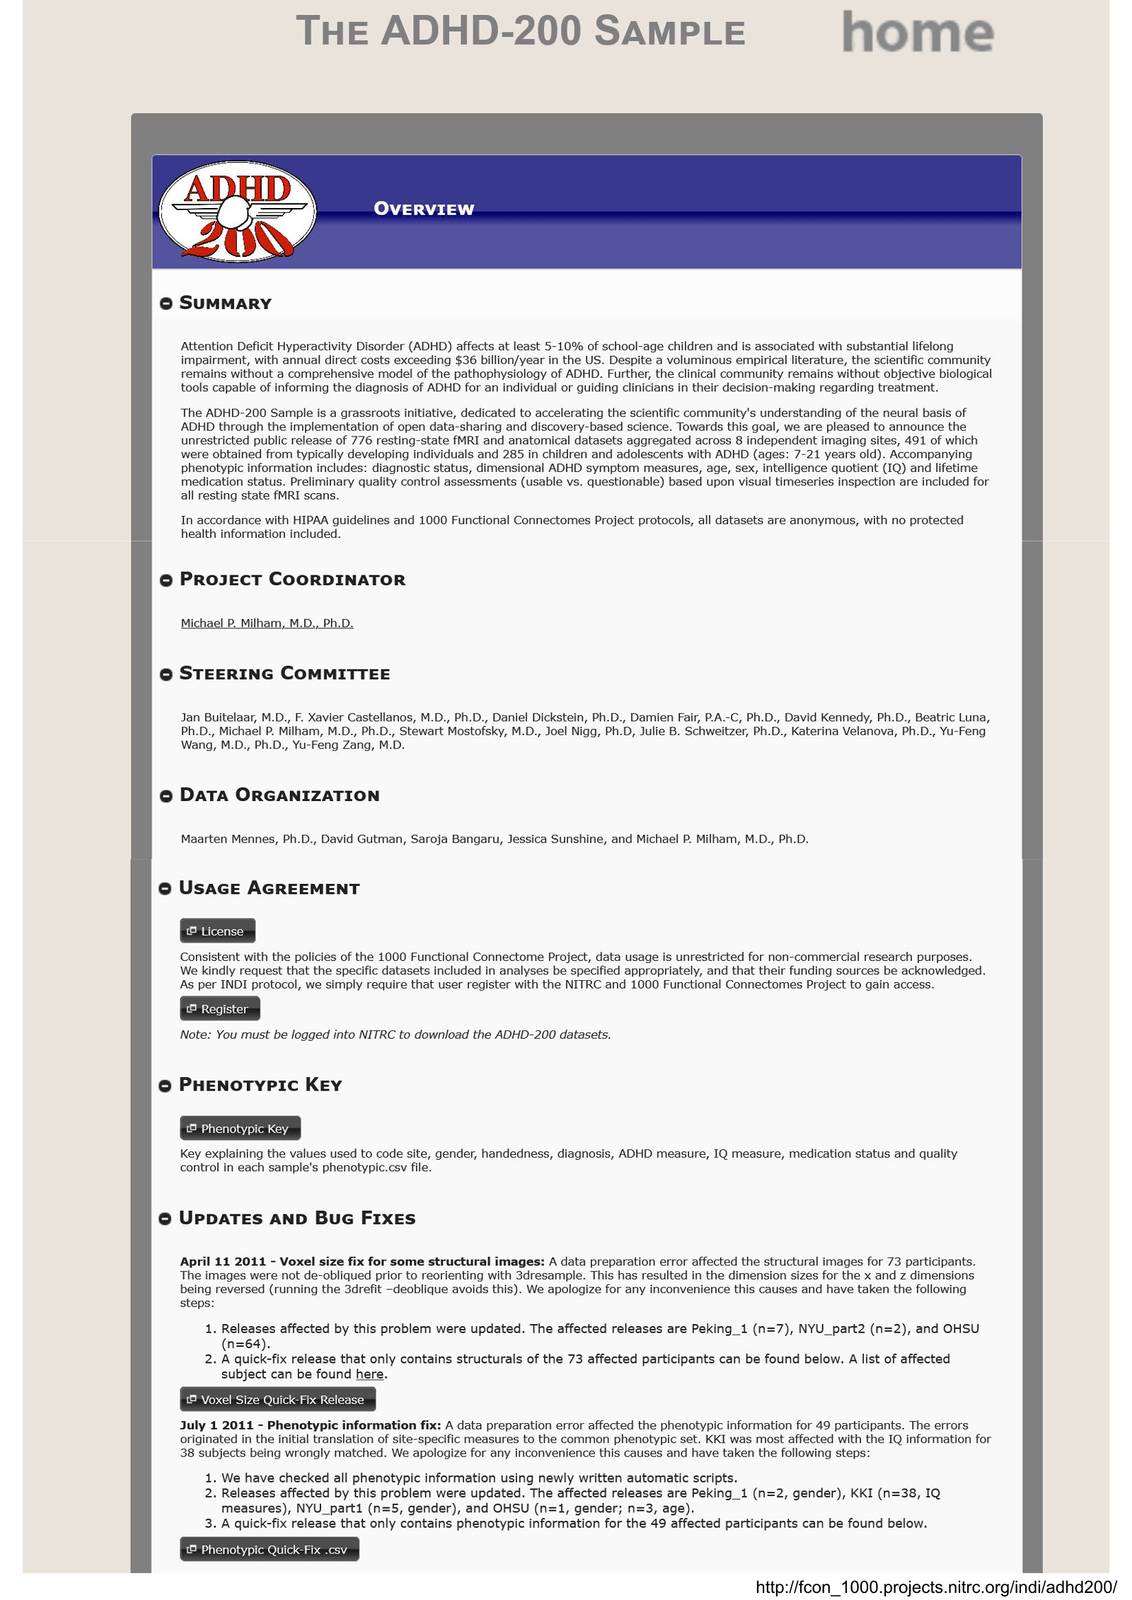 THE ADHD-200 SAMPLE
home
ADHD
200
OVERVIEW
SUMMARY
Attention Deficit Hyperactivity Disorder (ADHD) affects at least 5-10% of school-age children and is associated with substantial lifelong
impairment, with annual direct costs exceeding $36 billion/year in the US. Despite a voluminous empirical literature, the scientific community
remains without a comprehensive model of the pathophysiology of ADHD. Further, the clinical community remains without objective biological
tools capable of informing the diagnosis of ADHD for an individual or guiding clinicians in their decision-making regarding treatment.
The ADHD-200 Sample is a grassroots initiative, dedicated to accelerating the scientific community's understanding of the neural basis of
ADHD through the implementation of open data-sharing and discovery-based science. Towards this goal, we are pleased to announce the
unrestricted public release of 776 resting-state fMRI and anatomical datasets aggregated across 8 independent imaging sites, 491 of which
were obtained from typically developing individuals and 285 in children and adolescents with ADHD (ages: 7-21 years old). Accompanying
phenotypic information includes: diagnostic status, dimensional ADHD symptom measures, age, sex, intelligence quotient (IQ) and lifetime
medication status. Preliminary quality control assessments (usable vs. questionable) based upon visual timeseries inspection are included for
all resting state fMRI scans.
In accordance with HIPAA guidelines and 1000 Functional Connectomes Project protocols, all datasets are anonymous, with no protected
health information included.
PROJECT COORDINATOR
Michael P. Milham, M.D., Ph.D.
STEERING COMMITTEE
Jan Buitelaar, M.D., F. Xavier Castellanos, M.D., Ph.D., Daniel Dickstein, Ph.D., Damien Fair, P.A.-C, Ph.D., David Kennedy, Ph.D., Beatric Luna,
Ph.D., Michael P. Milham, M.D., Ph.D., Stewart Mostofsky, M.D., Joel Nigg, Ph.D, Julie B. Schweitzer, Ph.D., Katerina Velanova, Ph.D., Yu-Feng
Wang, M.D., Ph.D., Yu-Feng Zang, M.D.
DATA ORGANIZATION
Maarten Mennes, Ph.D., David Gutman, Saroja Bangaru, Jessica Sunshine, and Michael P. Milham, M.D., Ph.D.
USAGE AGREEMENT
License
Consistent with the policies of the 1000 Functional Connectome Project, data usage is unrestricted for non-commercial research purposes.
We kindly request that the specific datasets included in analyses be specified appropriately, and that their funding sources be acknowledged.
As per INDI protocol, we simply require that user register with the NITRC and 1000 Functional Connectomes Project to gain access.
Register
Note: You must be logged into NITRC to download the ADHD-200 datasets.
PHENOTYPIC KEY
Phenotypic Key
Key explaining the values used to code site, gender, handedness, diagnosis, ADHD measure, IQ measure, medication status and quality
control in each sample's phenotypic.csv file.
UPDATES AND BUG FIXES
April 11 2011 - Voxel size fix for some structural images: A data preparation error affected the structural images for 73 participants.
The images were not de-obliqued prior to reorienting with 3dresample. This has resulted in the dimension sizes for the x and z dimensions
being reversed (running the 3drefit –deoblique avoids this). We apologize for any inconvenience this causes and have taken the following
steps:
1. Releases affected by this problem were updated. The affected releases are Peking_1 (n=7), NYU_part2 (n=2), and OHSU
(n=64).
2. A quick-fix release that only contains structurals of the 73 affected participants can be found below. A list of affected
subject can be found here.
Voxel Size Quick-Fix Release
July 1 2011 - Phenotypic information fix: A data preparation error affected the phenotypic information for 49 participants. The errors
originated in the initial translation of site-specific measures to the common phenotypic set. KKI was most affected with the IQ information for
38 subjects being wrongly matched. We apologize for any inconvenience this causes and have taken the following steps:
1. We have checked all phenotypic information using newly written automatic scripts.
2. Releases affected by this problem were updated. The affected releases are Peking_1 (n=2, gender), KKI (n=38, IQ
measures), NYU_part1 (n=5, gender), and OHSU (n=1, gender; n=3, age).
3. A quick-fix release that only contains phenotypic information for the 49 affected participants can be found below.
Phenotypic Quick-Fix .csv
http://fcon_1000.projects.nitrc.org/indi/adhd200/